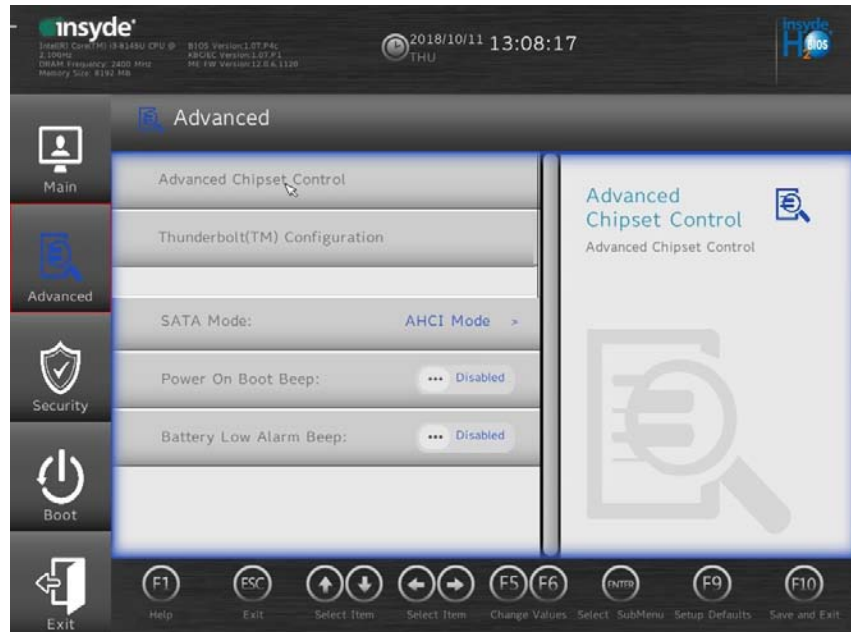 insyde®
Intel(R) Core(TM) i3-8145U CPU @
2.10GHz
DRAM Frequency: 2400 MHz
Memory Size: 8192 MB
BIOS Version:1.07.P4c
KBC/EC Version:1.07.P1
ME FW Version:12.0.6.1120
2018/10/11 13:08:17
THU
insyde
H2O BIOS
Advanced
Main
Advanced
Security
Boot
Exit
Advanced Chipset Control
Thunderbolt(TM) Configuration
SATA Mode: AHCI Mode >
Power On Boot Beep: ••• Disabled
Battery Low Alarm Beep: ••• Disabled
Advanced
Chipset Control
Advanced Chipset Control
F1 Help
ESC Exit
Select Item
Select Item
F5 F6 Change Values
ENTER Select SubMenu
F9 Setup Defaults
F10 Save and Exit